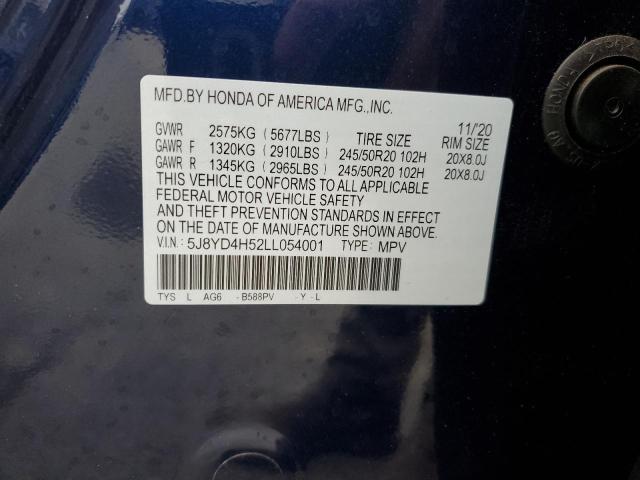 MFD.BY HONDA OF AMERICA MFG.,INC.
11/'20
GVWR 2575KG (5677LBS) TIRE SIZE RIM SIZE
GAWR F 1320KG (2910LBS) 245/50R20 102H 20X8.0J
GAWR R 1345KG (2965LBS) 245/50R20 102H 20X8.0J
THIS VEHICLE CONFORMS TO ALL APPLICABLE
FEDERAL MOTOR VEHICLE SAFETY
AND THEFT PREVENTION STANDARDS IN EFFECT
ON THE DATE OF MANUFACTURE SHOWN ABOVE.
V.I.N.: 5J8YD4H52LL054001 TYPE: MPV
TYS L AG6 - B588PV - Y - L
HONDA